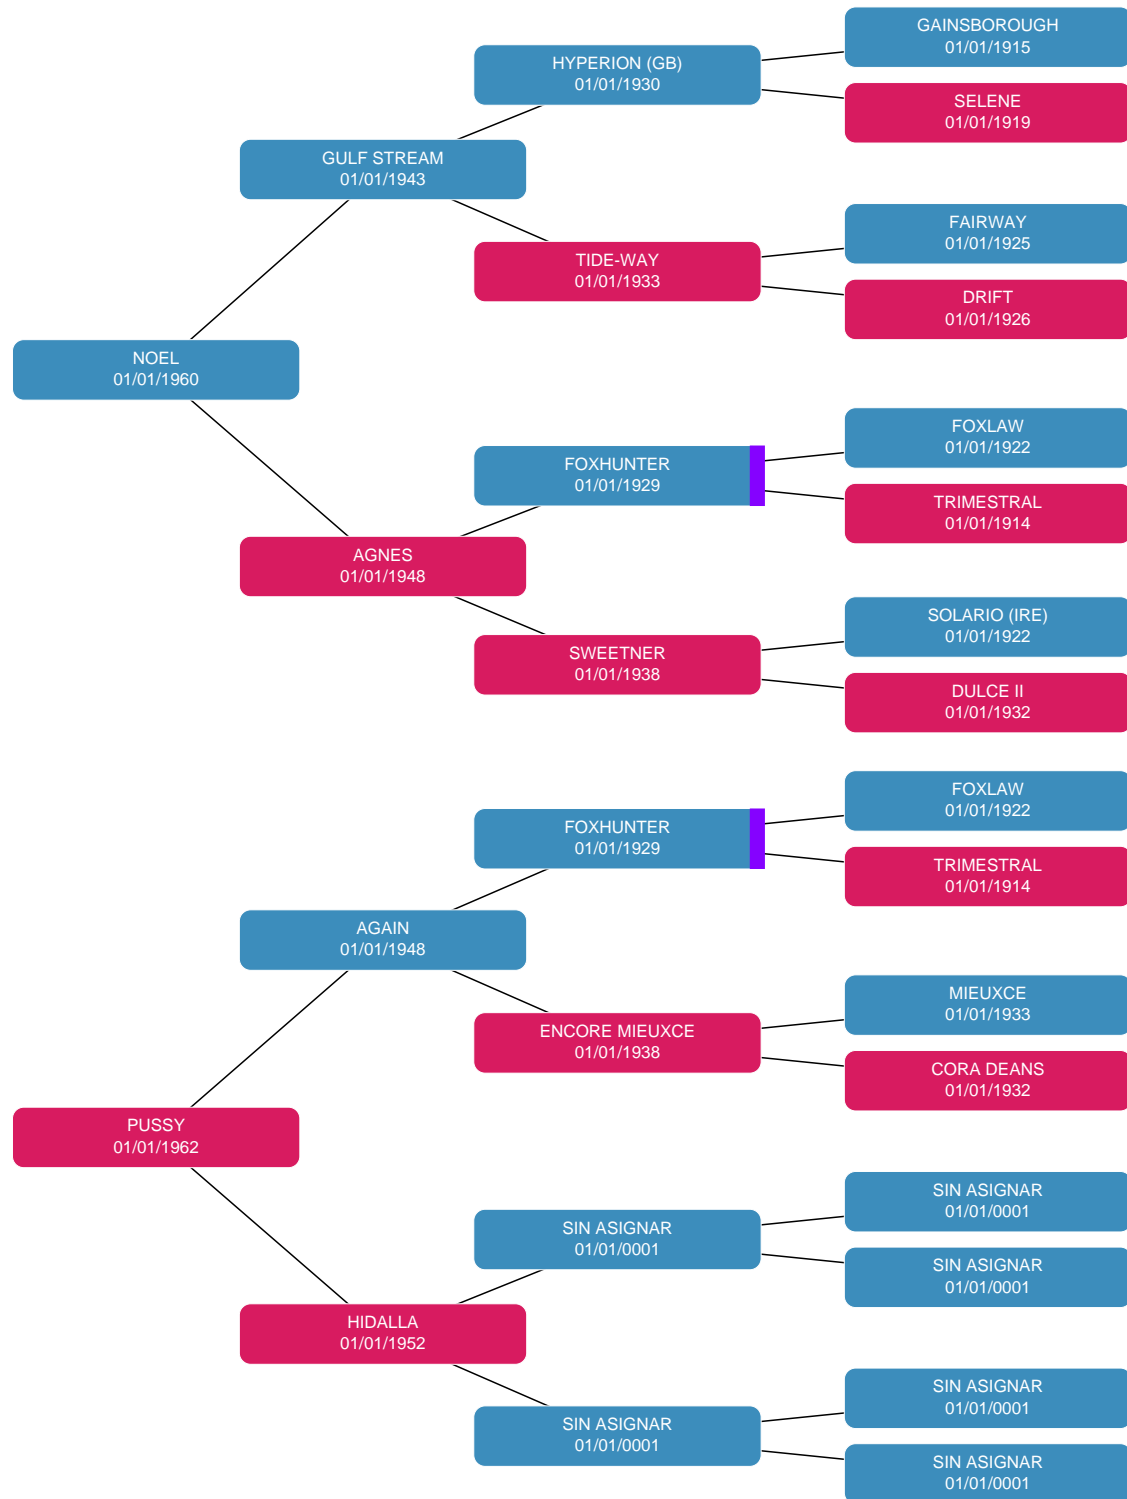 GAINSBOROUGH
01/01/1915
HYPERION (GB)
01/01/1930
SELENE
01/01/1919
GULF STREAM
01/01/1943
FAIRWAY
01/01/1925
TIDE-WAY
01/01/1933
DRIFT
01/01/1926
NOEL
01/01/1960
FOXLAW
01/01/1922
FOXHUNTER
01/01/1929
TRIMESTRAL
01/01/1914
AGNES
01/01/1948
SOLARIO (IRE)
01/01/1922
SWEETNER
01/01/1938
DULCE II
01/01/1932
FOXLAW
01/01/1922
FOXHUNTER
01/01/1929
TRIMESTRAL
01/01/1914
AGAIN
01/01/1948
MIEUXCE
01/01/1933
ENCORE MIEUXCE
01/01/1938
CORA DEANS
01/01/1932
PUSSY
01/01/1962
SIN ASIGNAR
01/01/0001
SIN ASIGNAR
01/01/0001
SIN ASIGNAR
01/01/0001
HIDALLA
01/01/1952
SIN ASIGNAR
01/01/0001
SIN ASIGNAR
01/01/0001
SIN ASIGNAR
01/01/0001